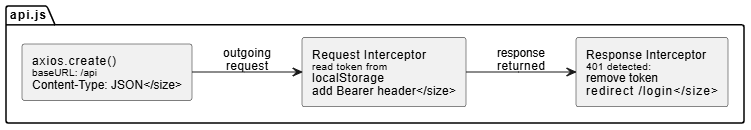 api.js
axios.create()
baseURL: /api
Content-Type: JSON</size>
outgoing
request
Request Interceptor
read token from
localStorage
add Bearer header</size>
response
returned
Response Interceptor
401 detected:
remove token
redirect /login</size>